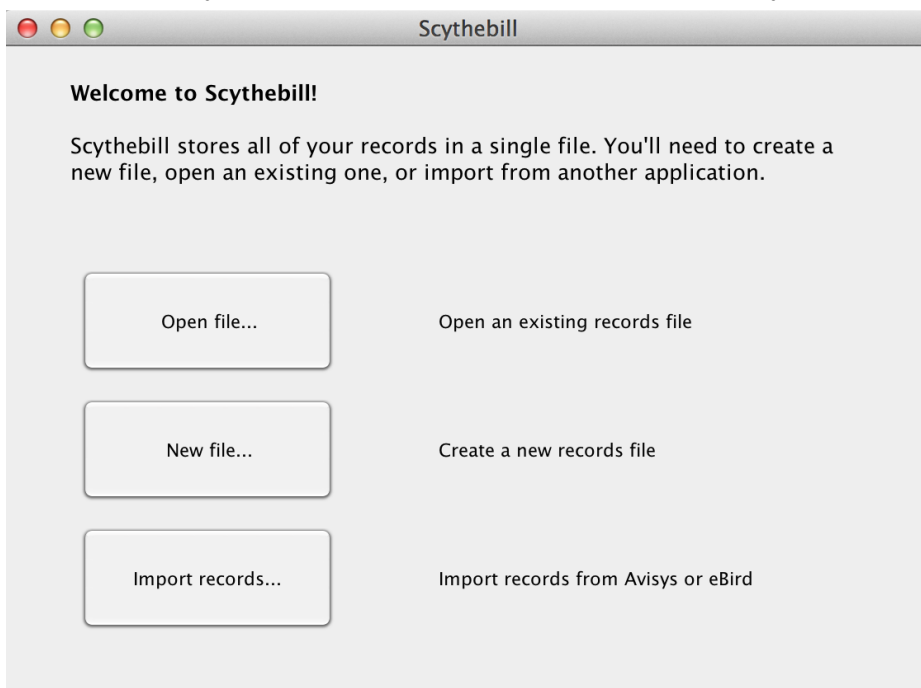 Scythebill
Welcome to Scythebill!
Scythebill stores all of your records in a single file. You'll need to create a
new file, open an existing one, or import from another application.
Open file...
Open an existing records file
New file...
Create a new records file
Import records...
Import records from Avisys or eBird